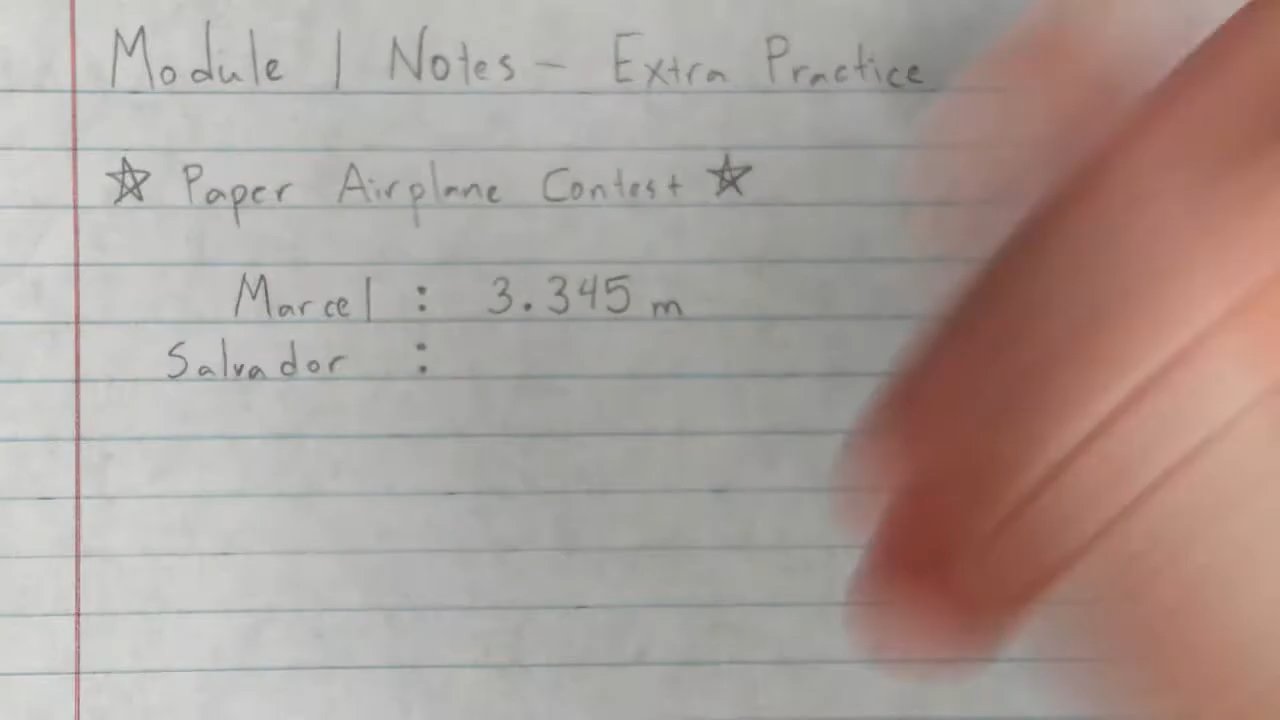 Module 1 Notes - Extra Practice
☆ Paper Airplane Contest ☆
Marcel : 3.345 m
Salvador :